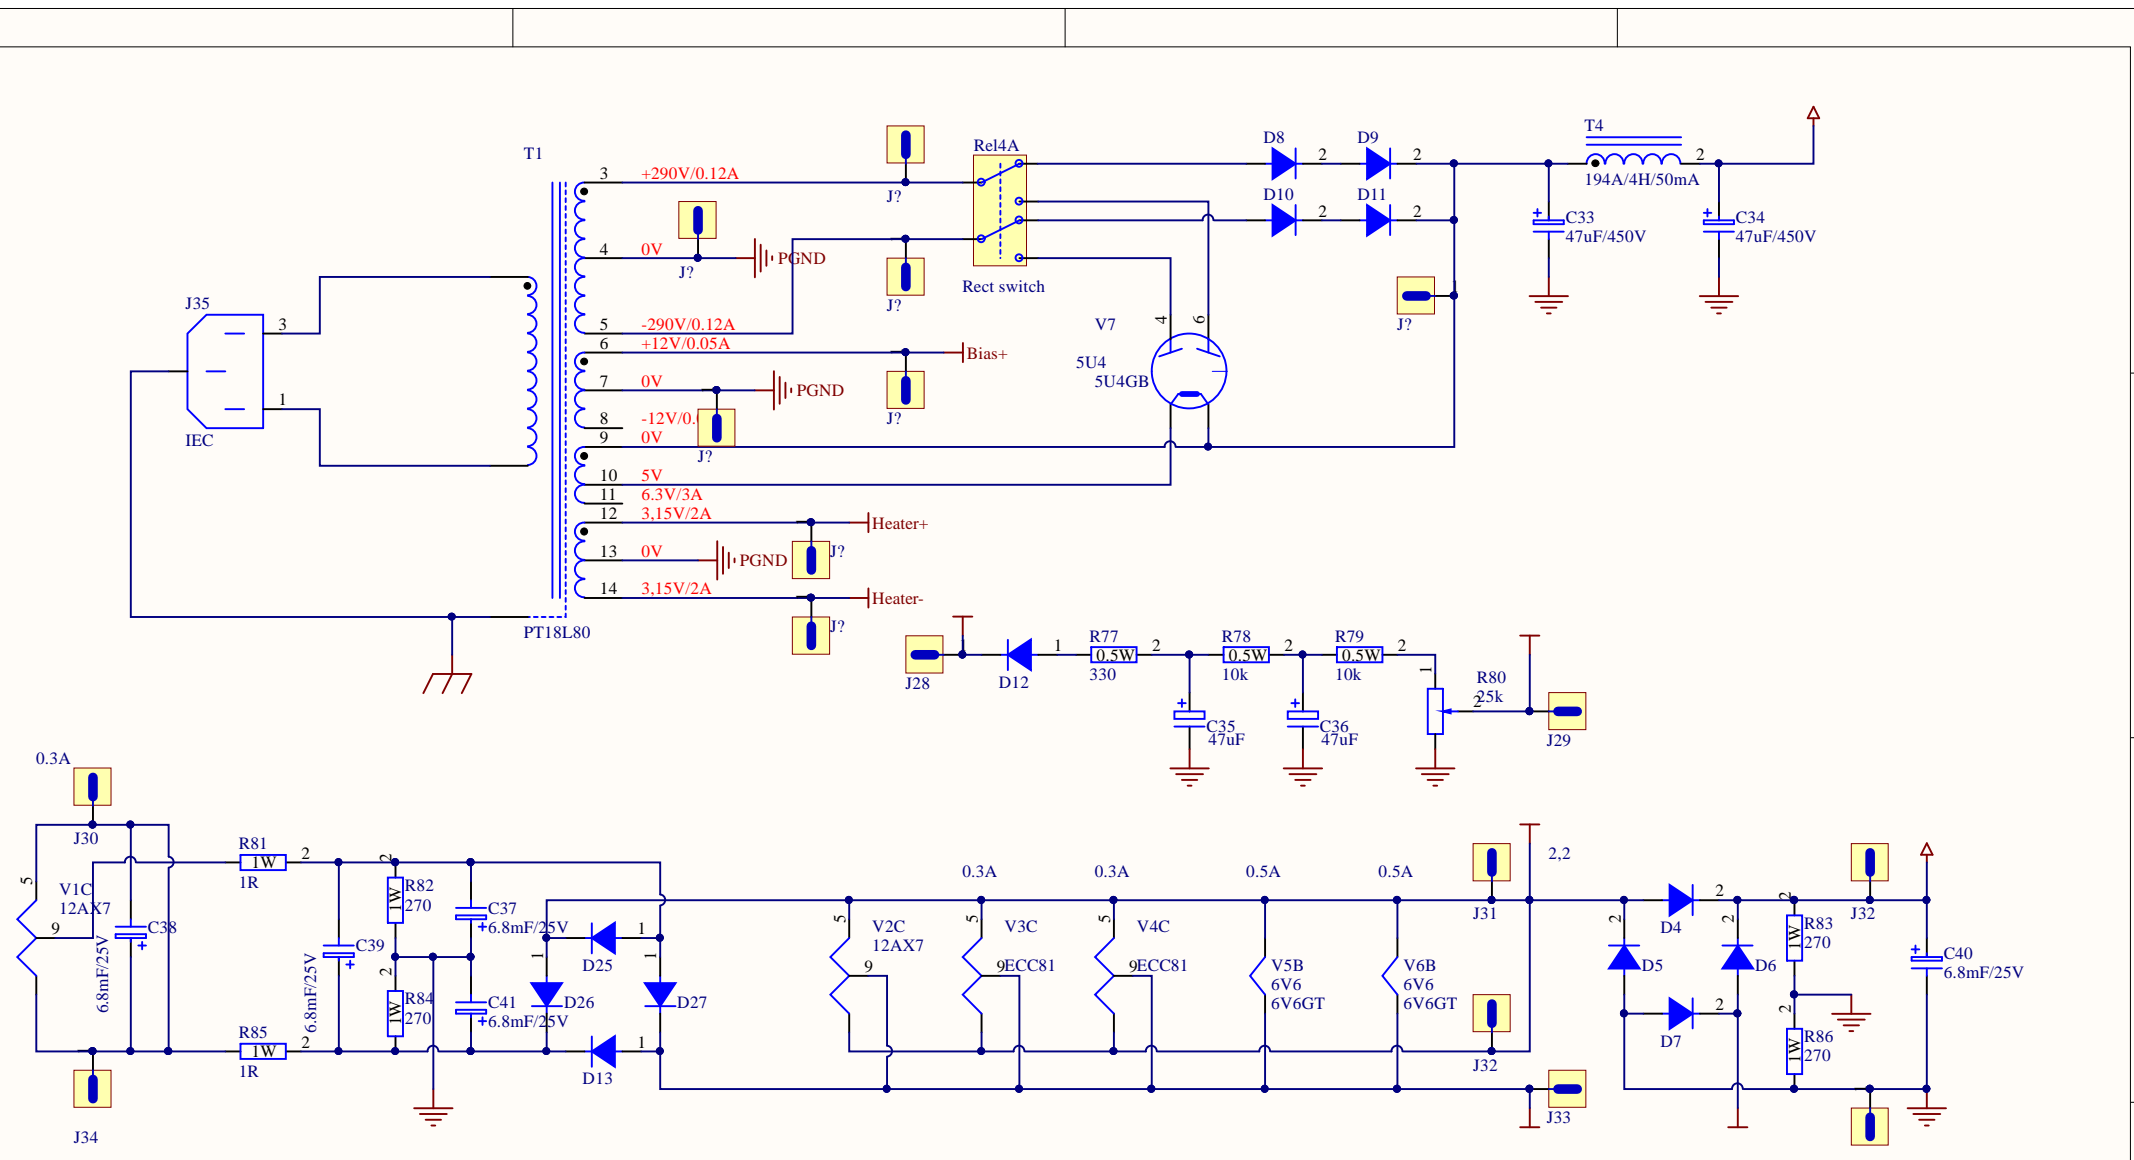 T1
3
+290V/0.12A
J?
Rel4A
D8
2
D9
2
T4
2
194A/4H/50mA
D10
2
D11
2
C33
47uF/450V
C34
47uF/450V
4
0V
J?
PGND
J?
Rect switch
J?
J35
3
1
IEC
5
-290V/0.12A
6
+12V/0.05A
Bias+
J?
7
0V
PGND
8
-12V/0.
9
0V
J?
V7
4
6
5U4
5U4GB
10
5V
11
6.3V/3A
12
3,15V/2A
Heater+
J?
13
0V
PGND
14
3,15V/2A
Heater-
J?
PT18L80
J28
D12
1
R77
0.5W
2
330
R78
0.5W
2
10k
R79
0.5W
2
10k
1
R80
25k
2
J29
C35
47uF
C36
47uF
0.3A
J30
5
V1C
12AX7
9
C38
6.8mF/25V
R81
1W
2
1R
C39
6.8mF/25V
2
R82
1W
270
C37
6.8mF/25V
2
R84
1W
270
C41
6.8mF/25V
R85
1W
2
1R
J34
1
D25
1
1
D26
D27
1
D13
5
V2C
12AX7
9
0.3A
5
V3C
9
ECC81
0.3A
5
V4C
9
ECC81
0.5A
V5B
6V6
6V6GT
0.5A
V6B
6V6
6V6GT
J31
2,2
J32
J33
2
D4
2
D5
2
D6
D7
2
2
R83
1W
270
2
R86
1W
270
J32
C40
6.8mF/25V